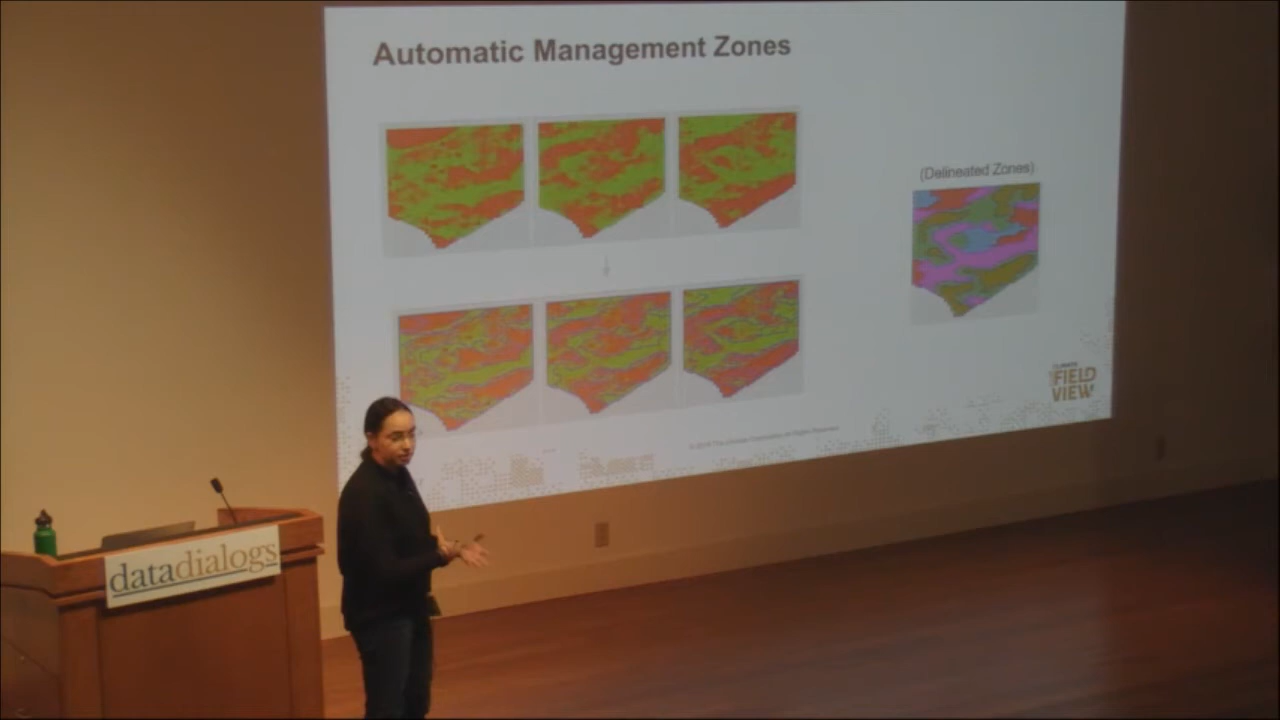 Automatic Management Zones
(Delineated Zones)
FIELD
VIEW
datadialogs